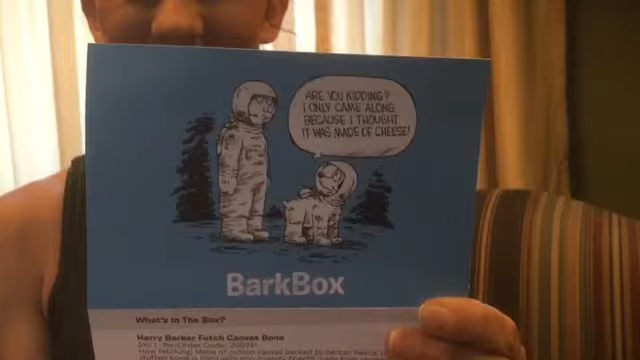 ARE YOU KIDDING?
I ONLY CAME ALONG
BECAUSE I THOUGHT
IT WAS MADE OF CHEESE!
BarkBox
What's In The Box?
Harry Barker Fetch Canvas Bone